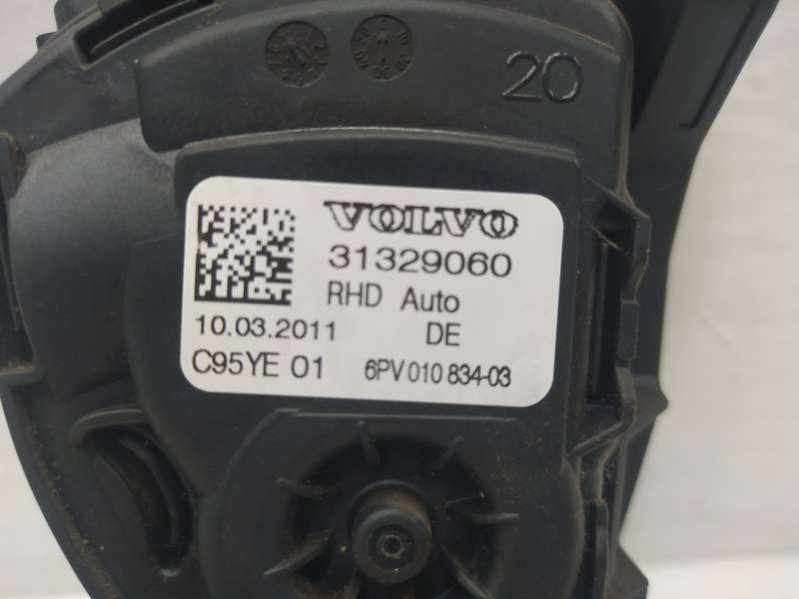 20
VOLVO
31329060
RHD Auto
10.03.2011 DE
C95YE 01 6PV 010 834-03